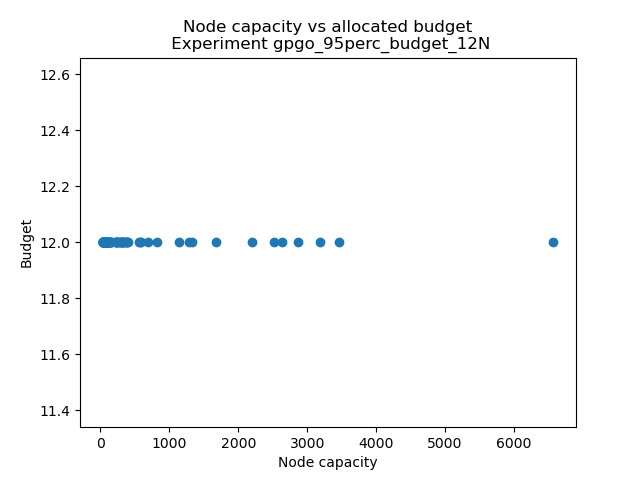 Node capacity vs allocated budget
Experiment gpgo_95perc_budget_12N
12.6
12.4
12.2
12.0
11.8
11.6
11.4
Budget
0 1000 2000 3000 4000 5000 6000
Node capacity